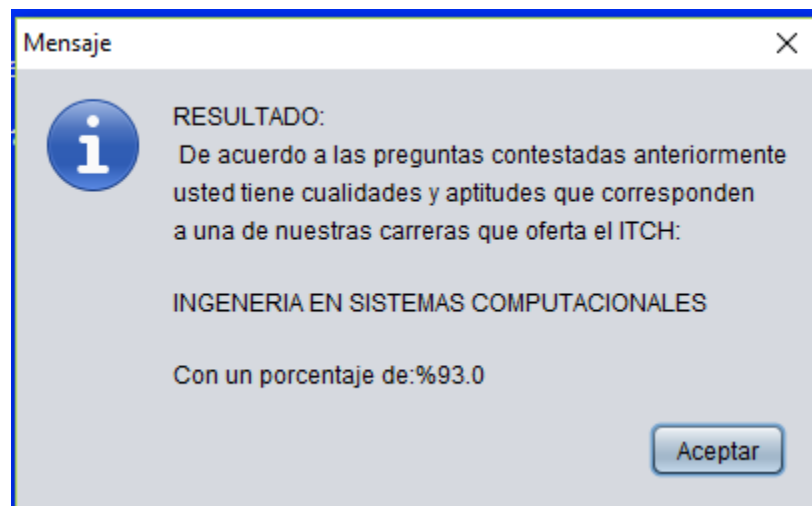 Mensaje
RESULTADO:
De acuerdo a las preguntas contestadas anteriormente
usted tiene cualidades y aptitudes que corresponden
a una de nuestras carreras que oferta el ITCH:
INGENERIA EN SISTEMAS COMPUTACIONALES
Con un porcentaje de:%93.0
Aceptar